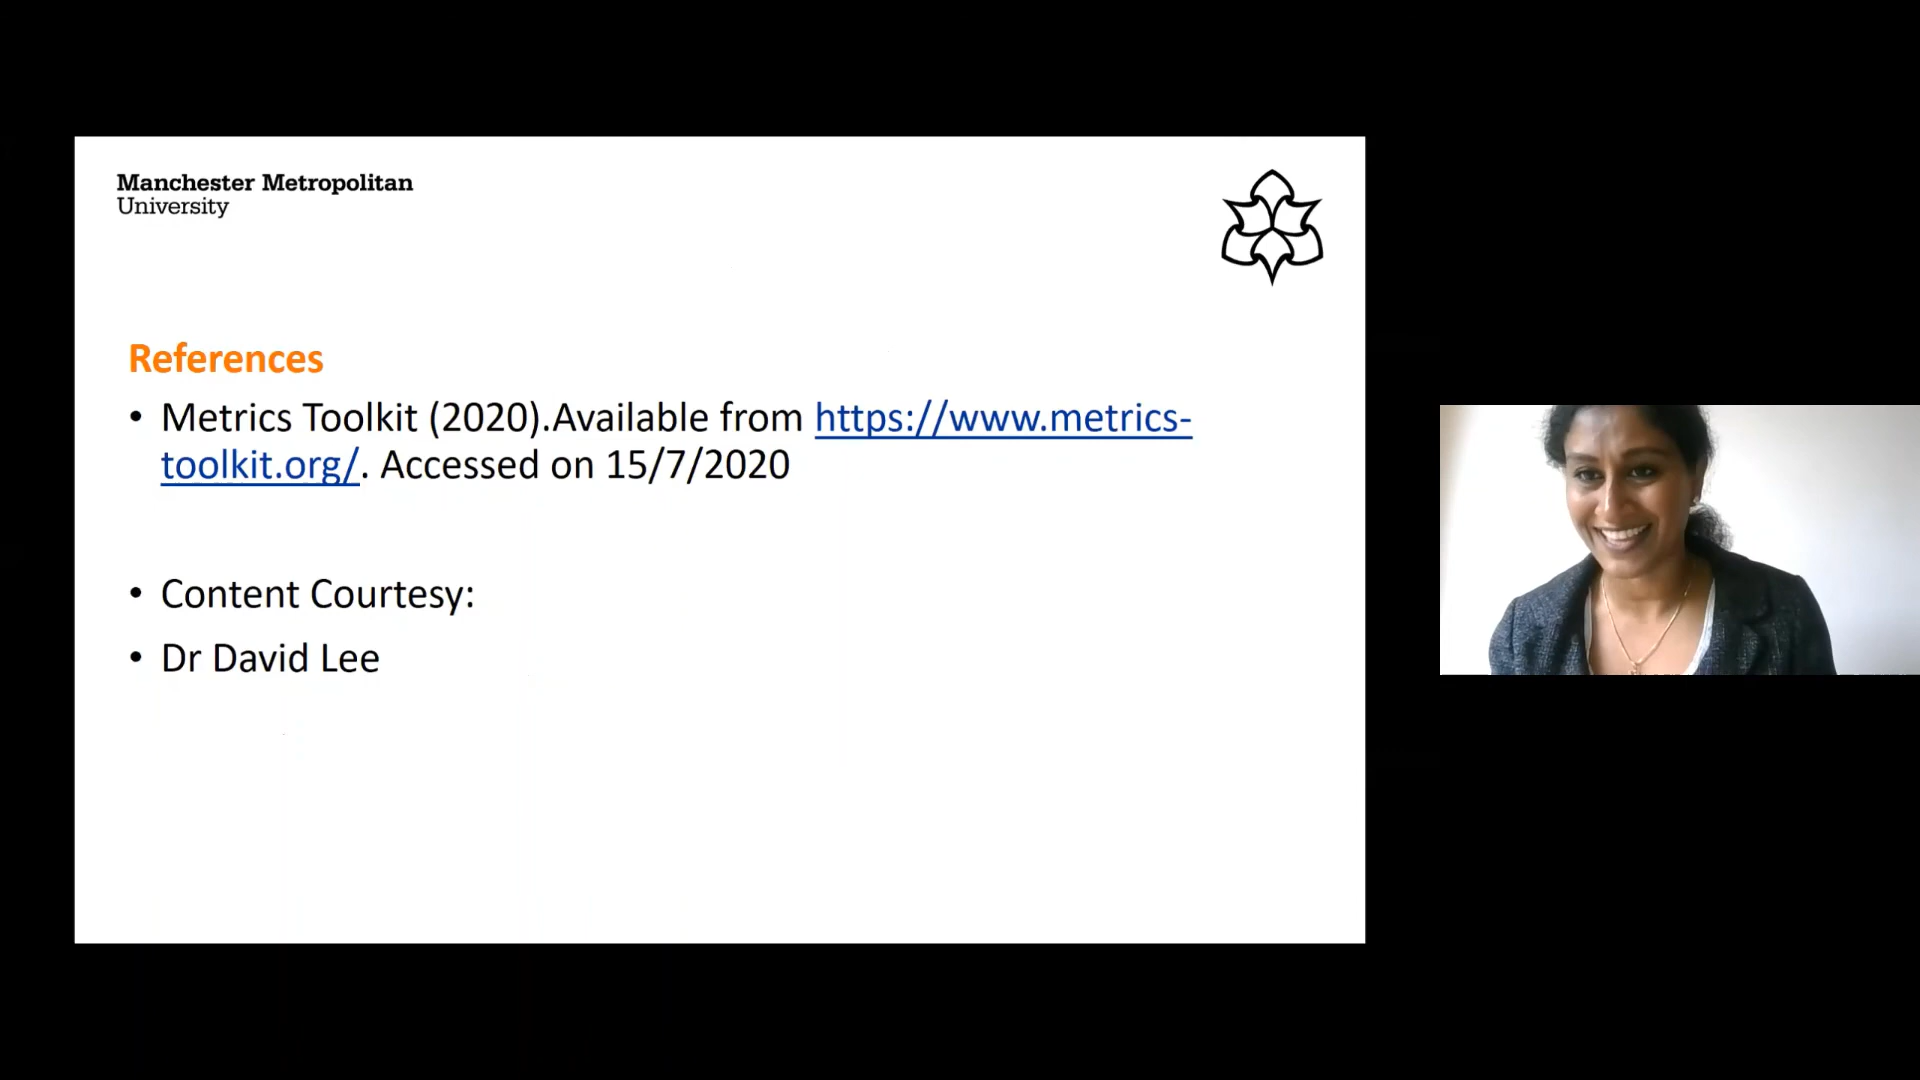 Manchester Metropolitan
University
References
• Metrics Toolkit (2020).Available from https://www.metrics-
toolkit.org/. Accessed on 15/7/2020
• Content Courtesy:
• Dr David Lee